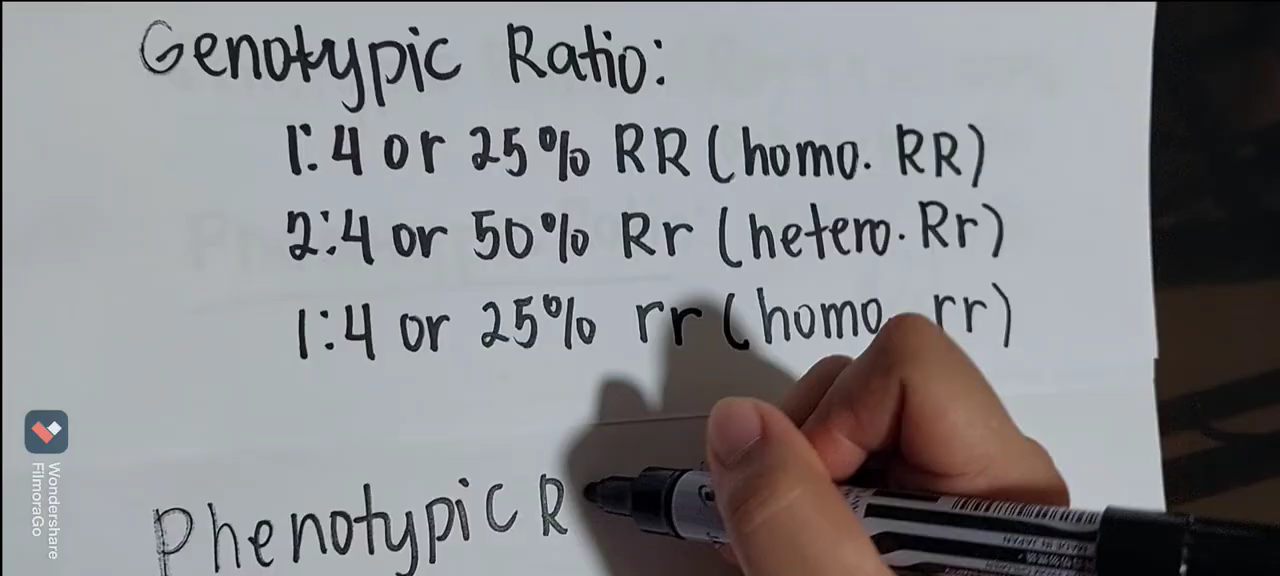 Genotypic Ratio:
1:4 or 25% RR (homo. RR)
2:4 or 50% Rr (hetero. Rr)
1:4 or 25% rr (homo rr)
Phenotypic R
Wondershare
FilmoraGo